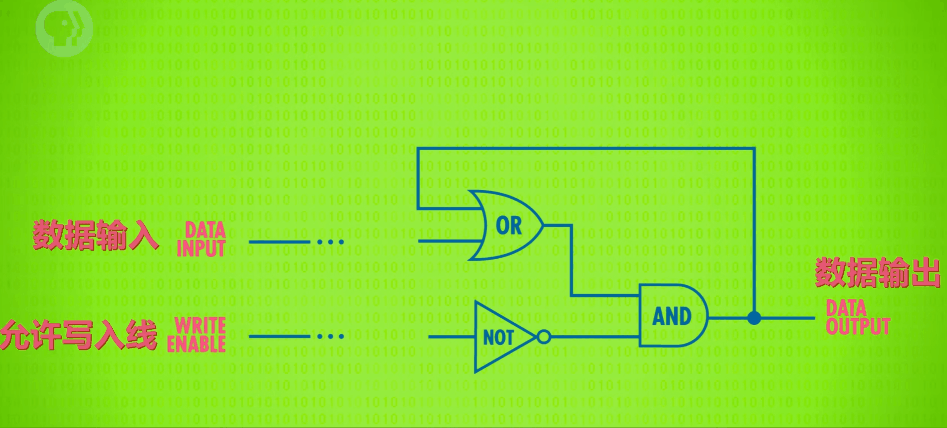 数据输入
DATA
INPUT
OR
数据输出
DATA
OUTPUT
AND
允许写入线
WRITE
ENABLE
NOT